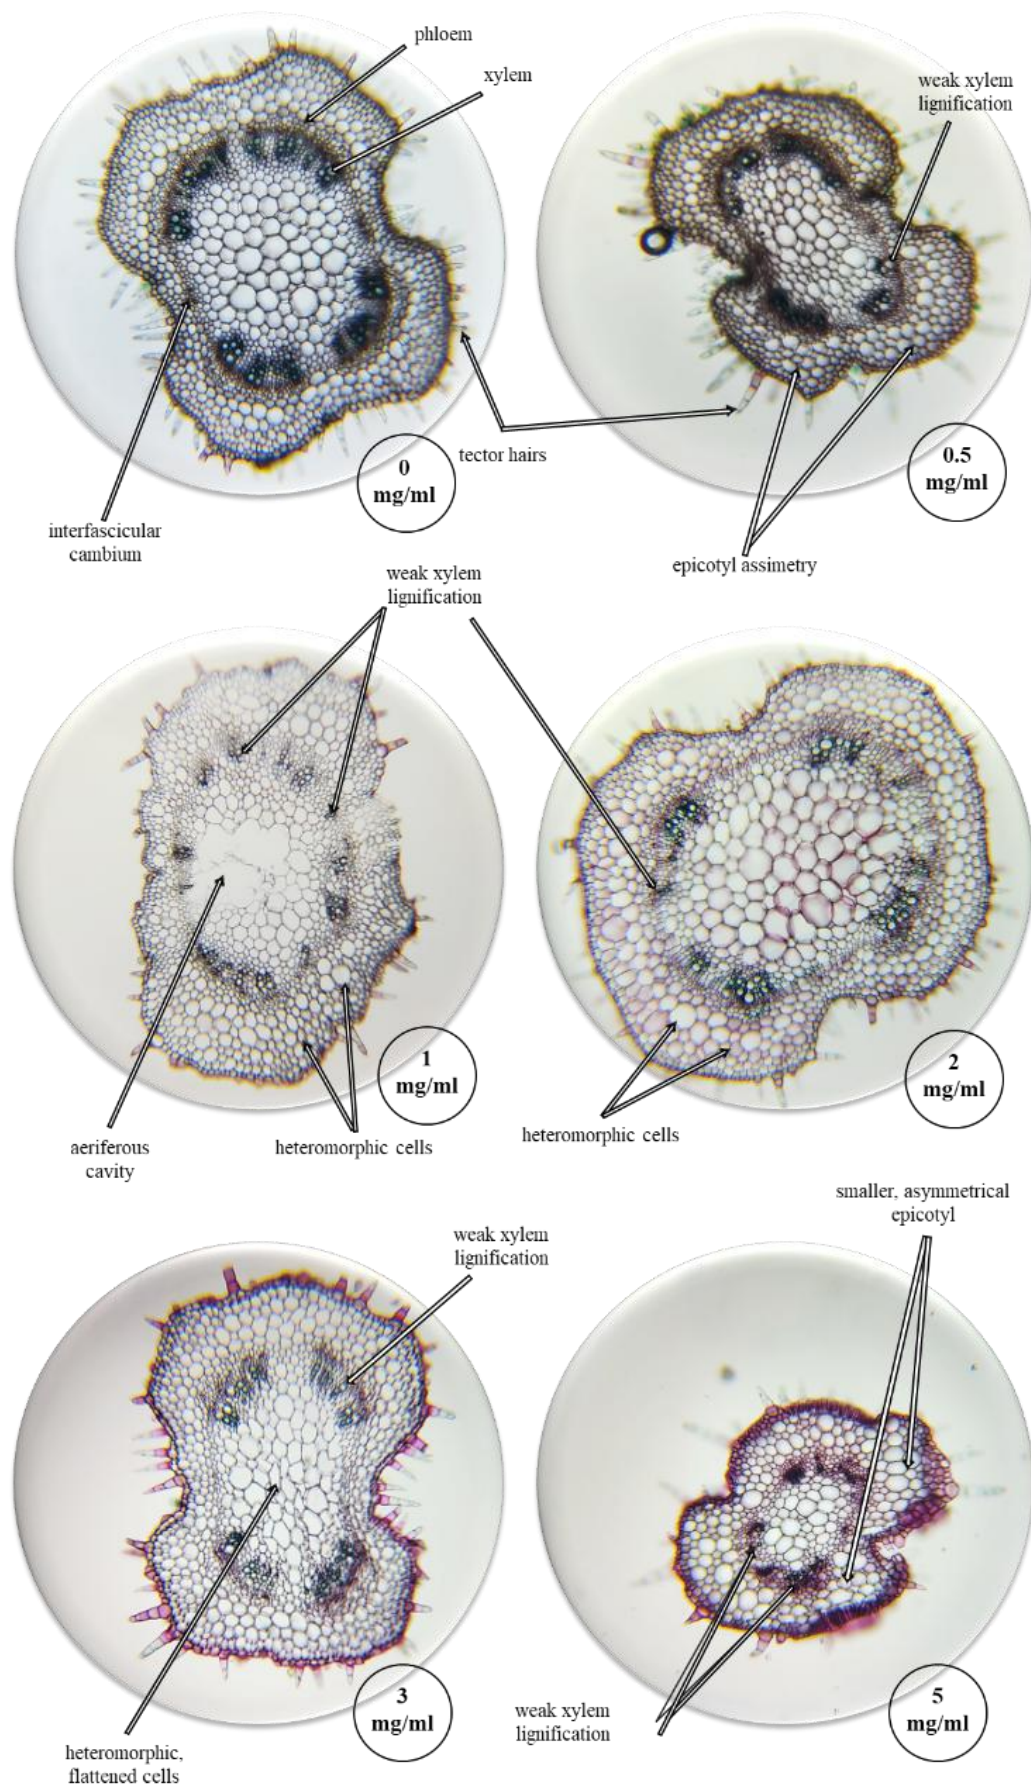 phloem
xylem
weak xylem
lignification
tector hairs
0
mg/ml
0.5
mg/ml
interfascicular
cambium
epicotyl assimetry
weak xylem
lignification
1
mg/ml
2
mg/ml
aeriferous
cavity
heteromorphic cells
heteromorphic cells
smaller, asymmetrical
epicotyl
weak xylem
lignification
3
mg/ml
5
mg/ml
weak xylem
lignification
heteromorphic,
flattened cells